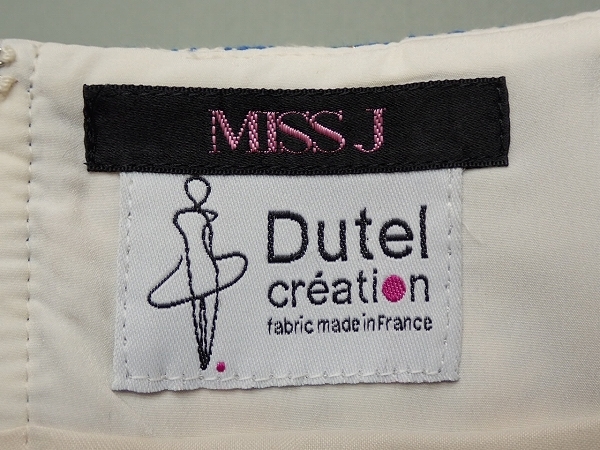 MISS J
Dutel
création
fabric made in France